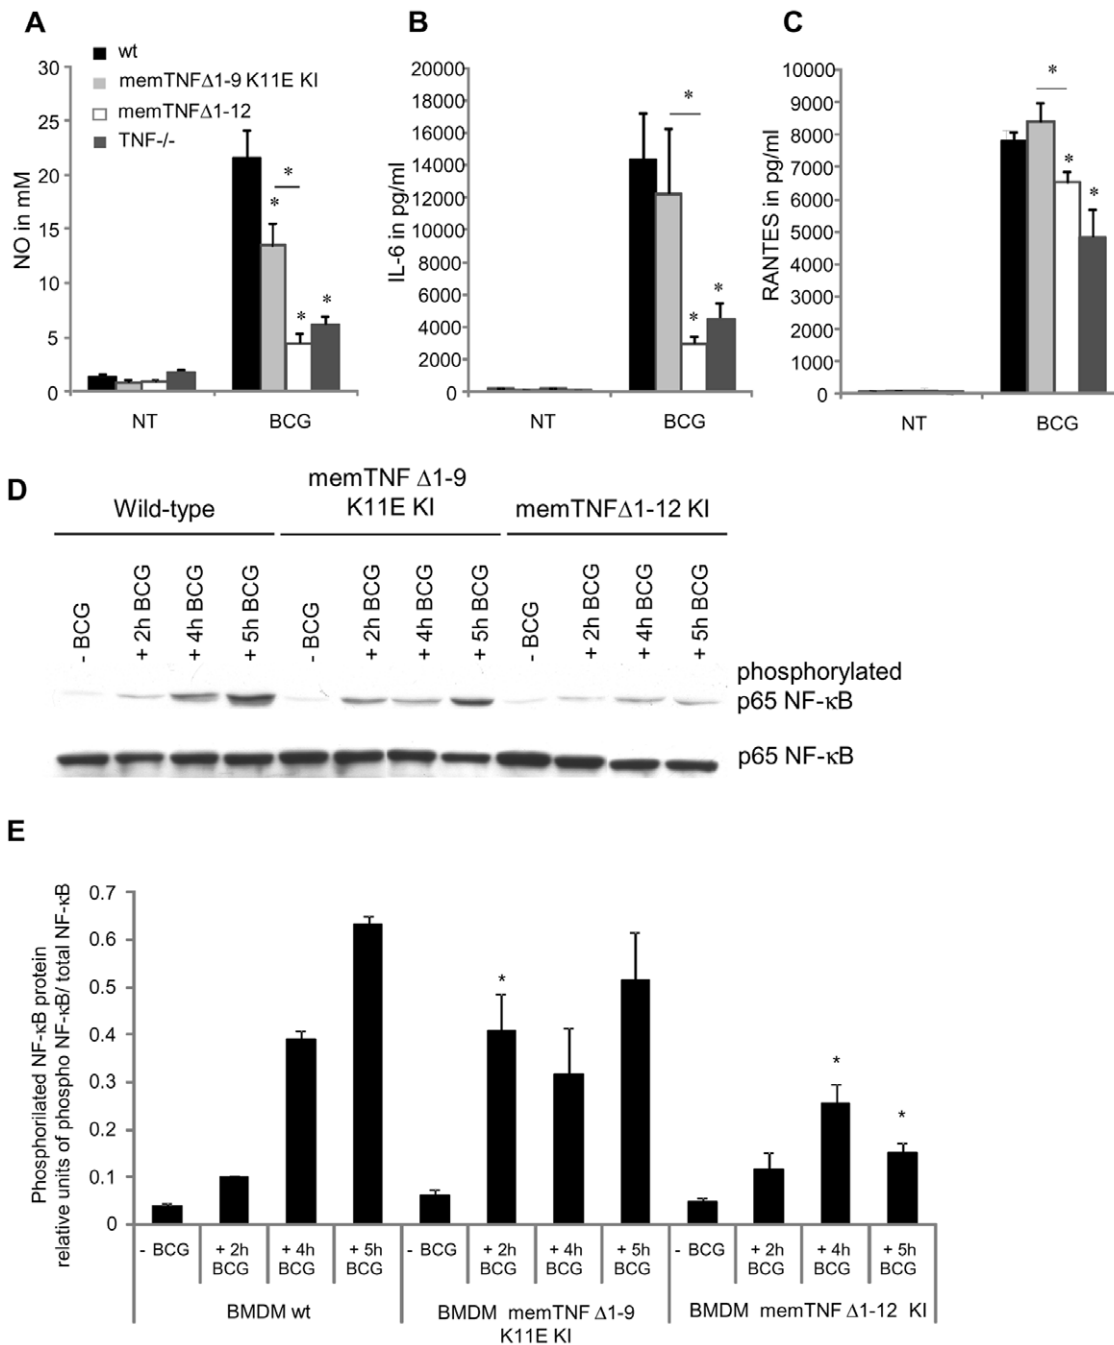 A
wt
memTNFΔ1-9 K11E KI
memTNFΔ1-12
TNF-/-
NO in mM
30
25
20
15
10
5
0
*
*
*
*
NT
BCG
B
IL-6 in pg/ml
20000
18000
16000
14000
12000
10000
8000
6000
4000
2000
0
*
*
*
NT
BCG
C
RANTES in pg/ml
10000
9000
8000
7000
6000
5000
4000
3000
2000
1000
0
*
*
*
NT
BCG
D
Wild-type
memTNF Δ1-9
K11E KI
memTNFΔ1-12 KI
- BCG
+ 2h BCG
+ 4h BCG
+ 5h BCG
- BCG
+ 2h BCG
+ 4h BCG
+ 5h BCG
- BCG
+ 2h BCG
+ 4h BCG
+ 5h BCG
phosphorylated
p65 NF-κB
p65 NF-κB
E
Phosphorilated NF-κB protein
relative units of phospho NF-κB/ total NF-κB
0.7
0.6
0.5
0.4
0.3
0.2
0.1
0
*
*
*
- BCG
+ 2h
BCG
+ 4h
BCG
+ 5h
BCG
- BCG
+ 2h
BCG
+ 4h
BCG
+ 5h
BCG
- BCG
+ 2h
BCG
+ 4h
BCG
+ 5h
BCG
BMDM wt
BMDM memTNF Δ1-9
K11E KI
BMDM memTNF Δ1-12 KI